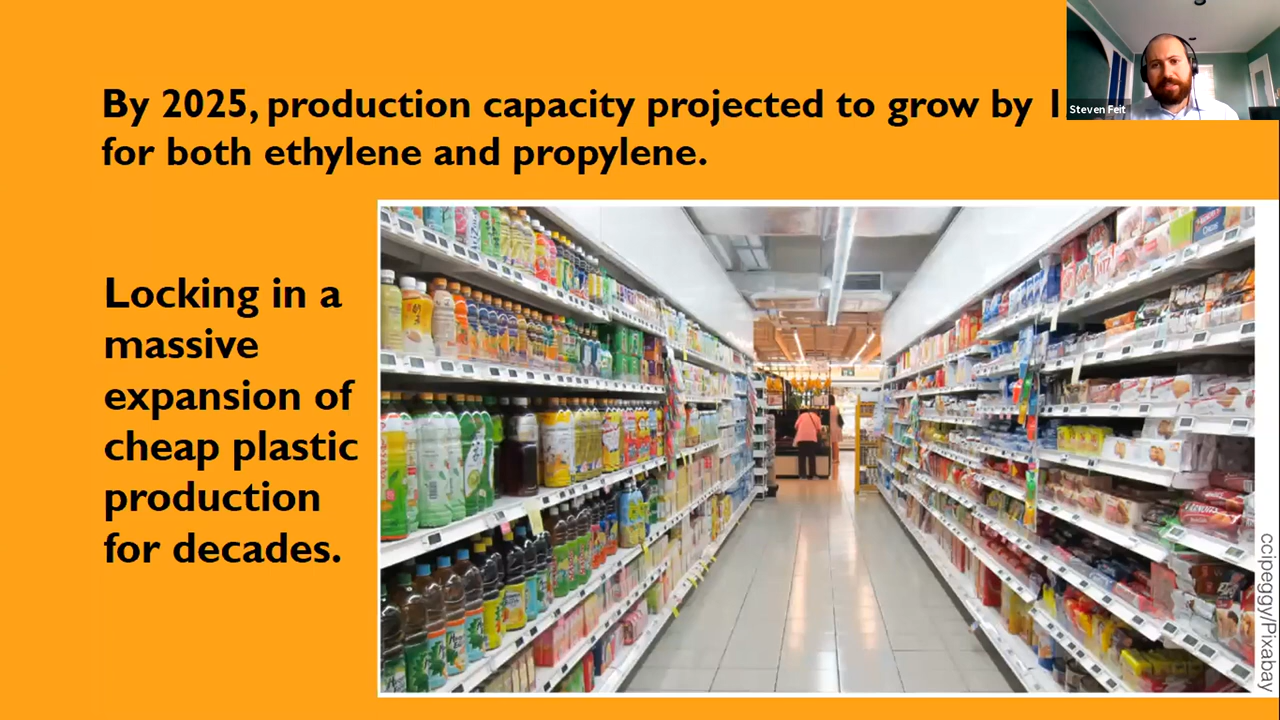 By 2025, production capacity projected to grow by 1
for both ethylene and propylene.
Steven Feit
Locking in a
massive
expansion of
cheap plastic
production
for decades.
ccipeggy/Pixabay